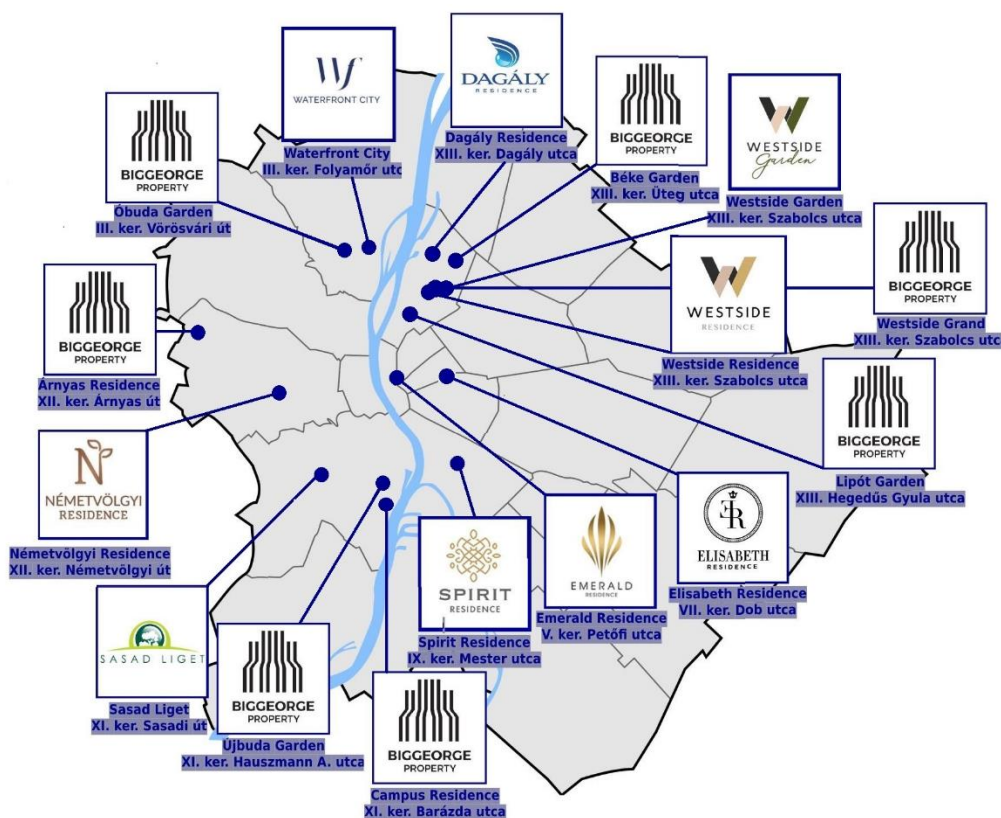 Wf
WATERFRONT CITY
Waterfront City
III. ker. Folyamőr utc
DAGÁLY
RESIDENCE
Dagály Residence
XIII. ker. Dagály utca
BIGGEORGE
PROPERTY
Béke Garden
XIII. ker. Üteg utca
W
WESTSIDE
Garden
Westside Garden
XIII. ker. Szabolcs utca
BIGGEORGE
PROPERTY
Óbuda Garden
III. ker. Vörösvári út
W
WESTSIDE
RESIDENCE
Westside Residence
XIII. ker. Szabolcs utca
BIGGEORGE
PROPERTY
Westside Grand
XIII. ker. Szabolcs utca
BIGGEORGE
PROPERTY
Árnyas Residence
XII. ker. Árnyas út
BIGGEORGE
PROPERTY
Lipót Garden
XIII. Hegedűs Gyula utca
N
NÉMETVÖLGYI
RESIDENCE
Németvölgyi Residence
XII. ker. Németvölgyi út
SPIRIT
RESIDENCE
Spirit Residence
IX. ker. Mester utca
EMERALD
RESIDENCE
Emerald Residence
V. ker. Petőfi utca
ER
ELISABETH
RESIDENCE
Elisabeth Residence
VII. ker. Dob utca
SASAD LIGET
Sasad Liget
XI. ker. Sasadi út
BIGGEORGE
PROPERTY
Újbuda Garden
XI. ker. Hauszmann A. utca
BIGGEORGE
PROPERTY
Campus Residence
XI. ker. Barázda utca